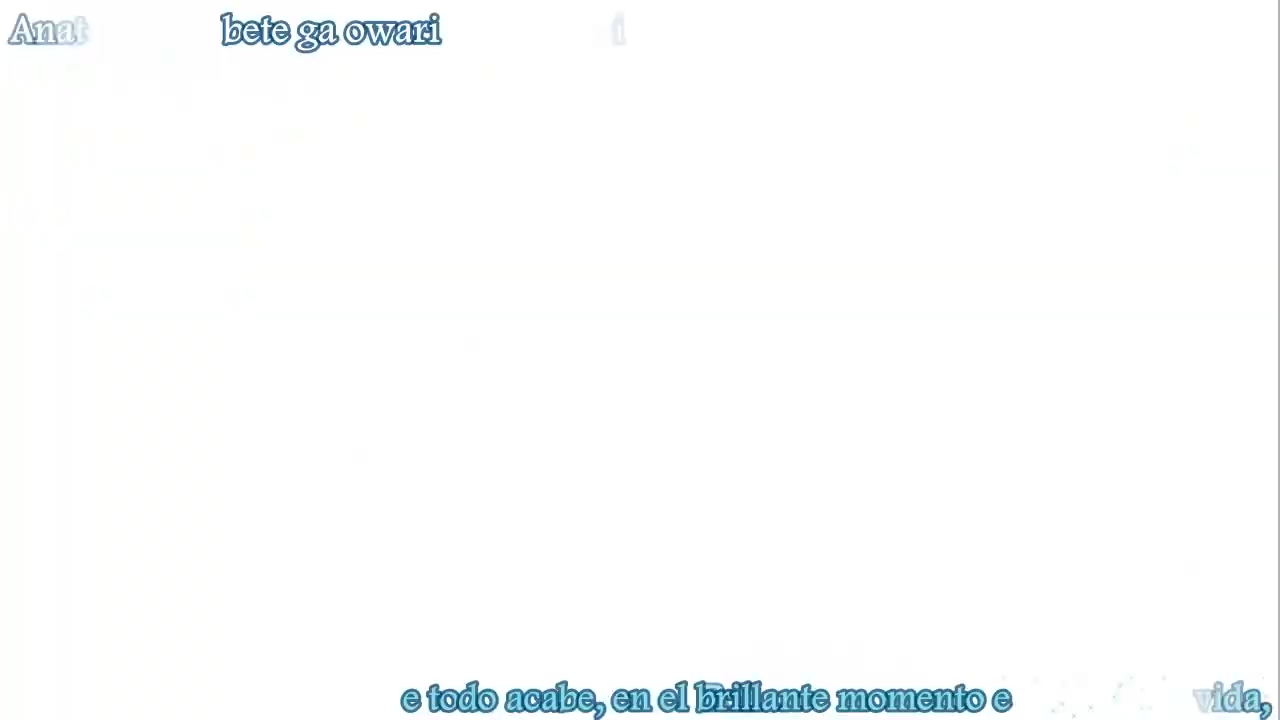 Anat bete ga owari i
e todo acabe, en el brillante momento e vida,